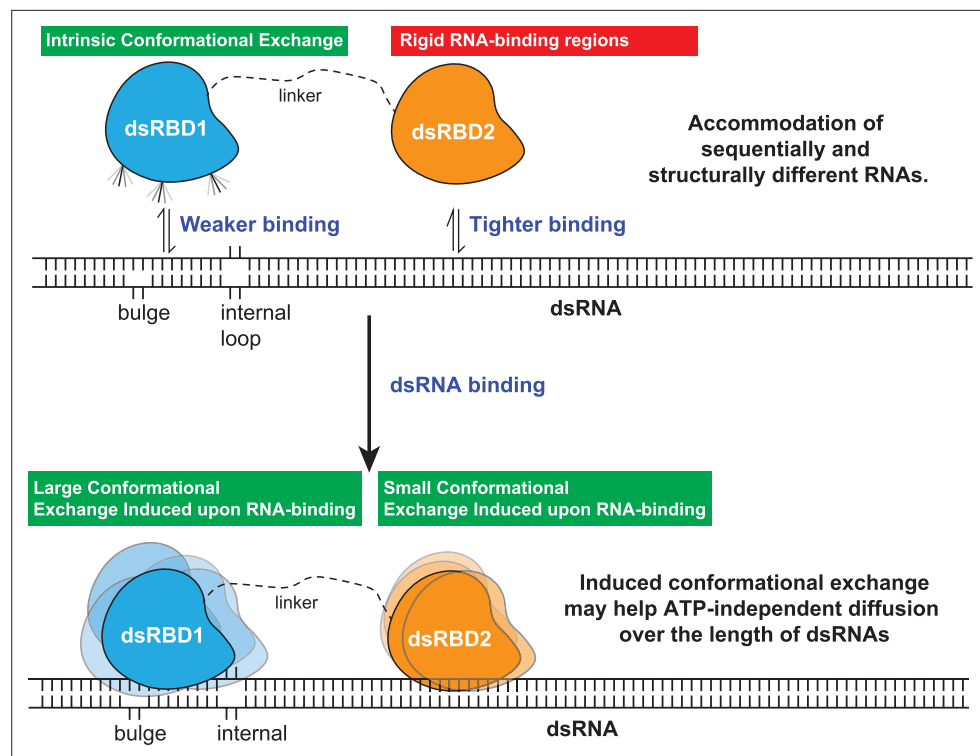 Intrinsic Conformational Exchange
Rigid RNA-binding regions
linker
dsRBD1
dsRBD2
Accommodation of
sequentially and
structurally different RNAs.
Weaker binding
Tighter binding
bulge
internal
loop
dsRNA
dsRNA binding
Large Conformational
Exchange Induced upon RNA-binding
Small Conformational
Exchange Induced upon RNA-binding
linker
dsRBD1
dsRBD2
Induced conformational exchange
may help ATP-independent diffusion
over the length of dsRNAs
bulge
internal
dsRNA